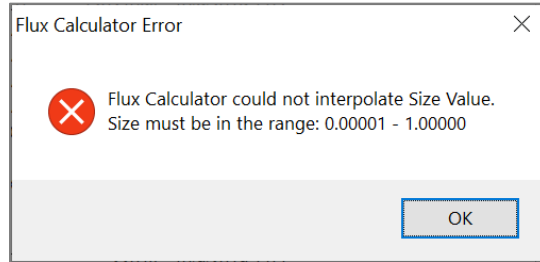 Flux Calculator Error
Flux Calculator could not interpolate Size Value.
Size must be in the range: 0.00001 - 1.00000
OK